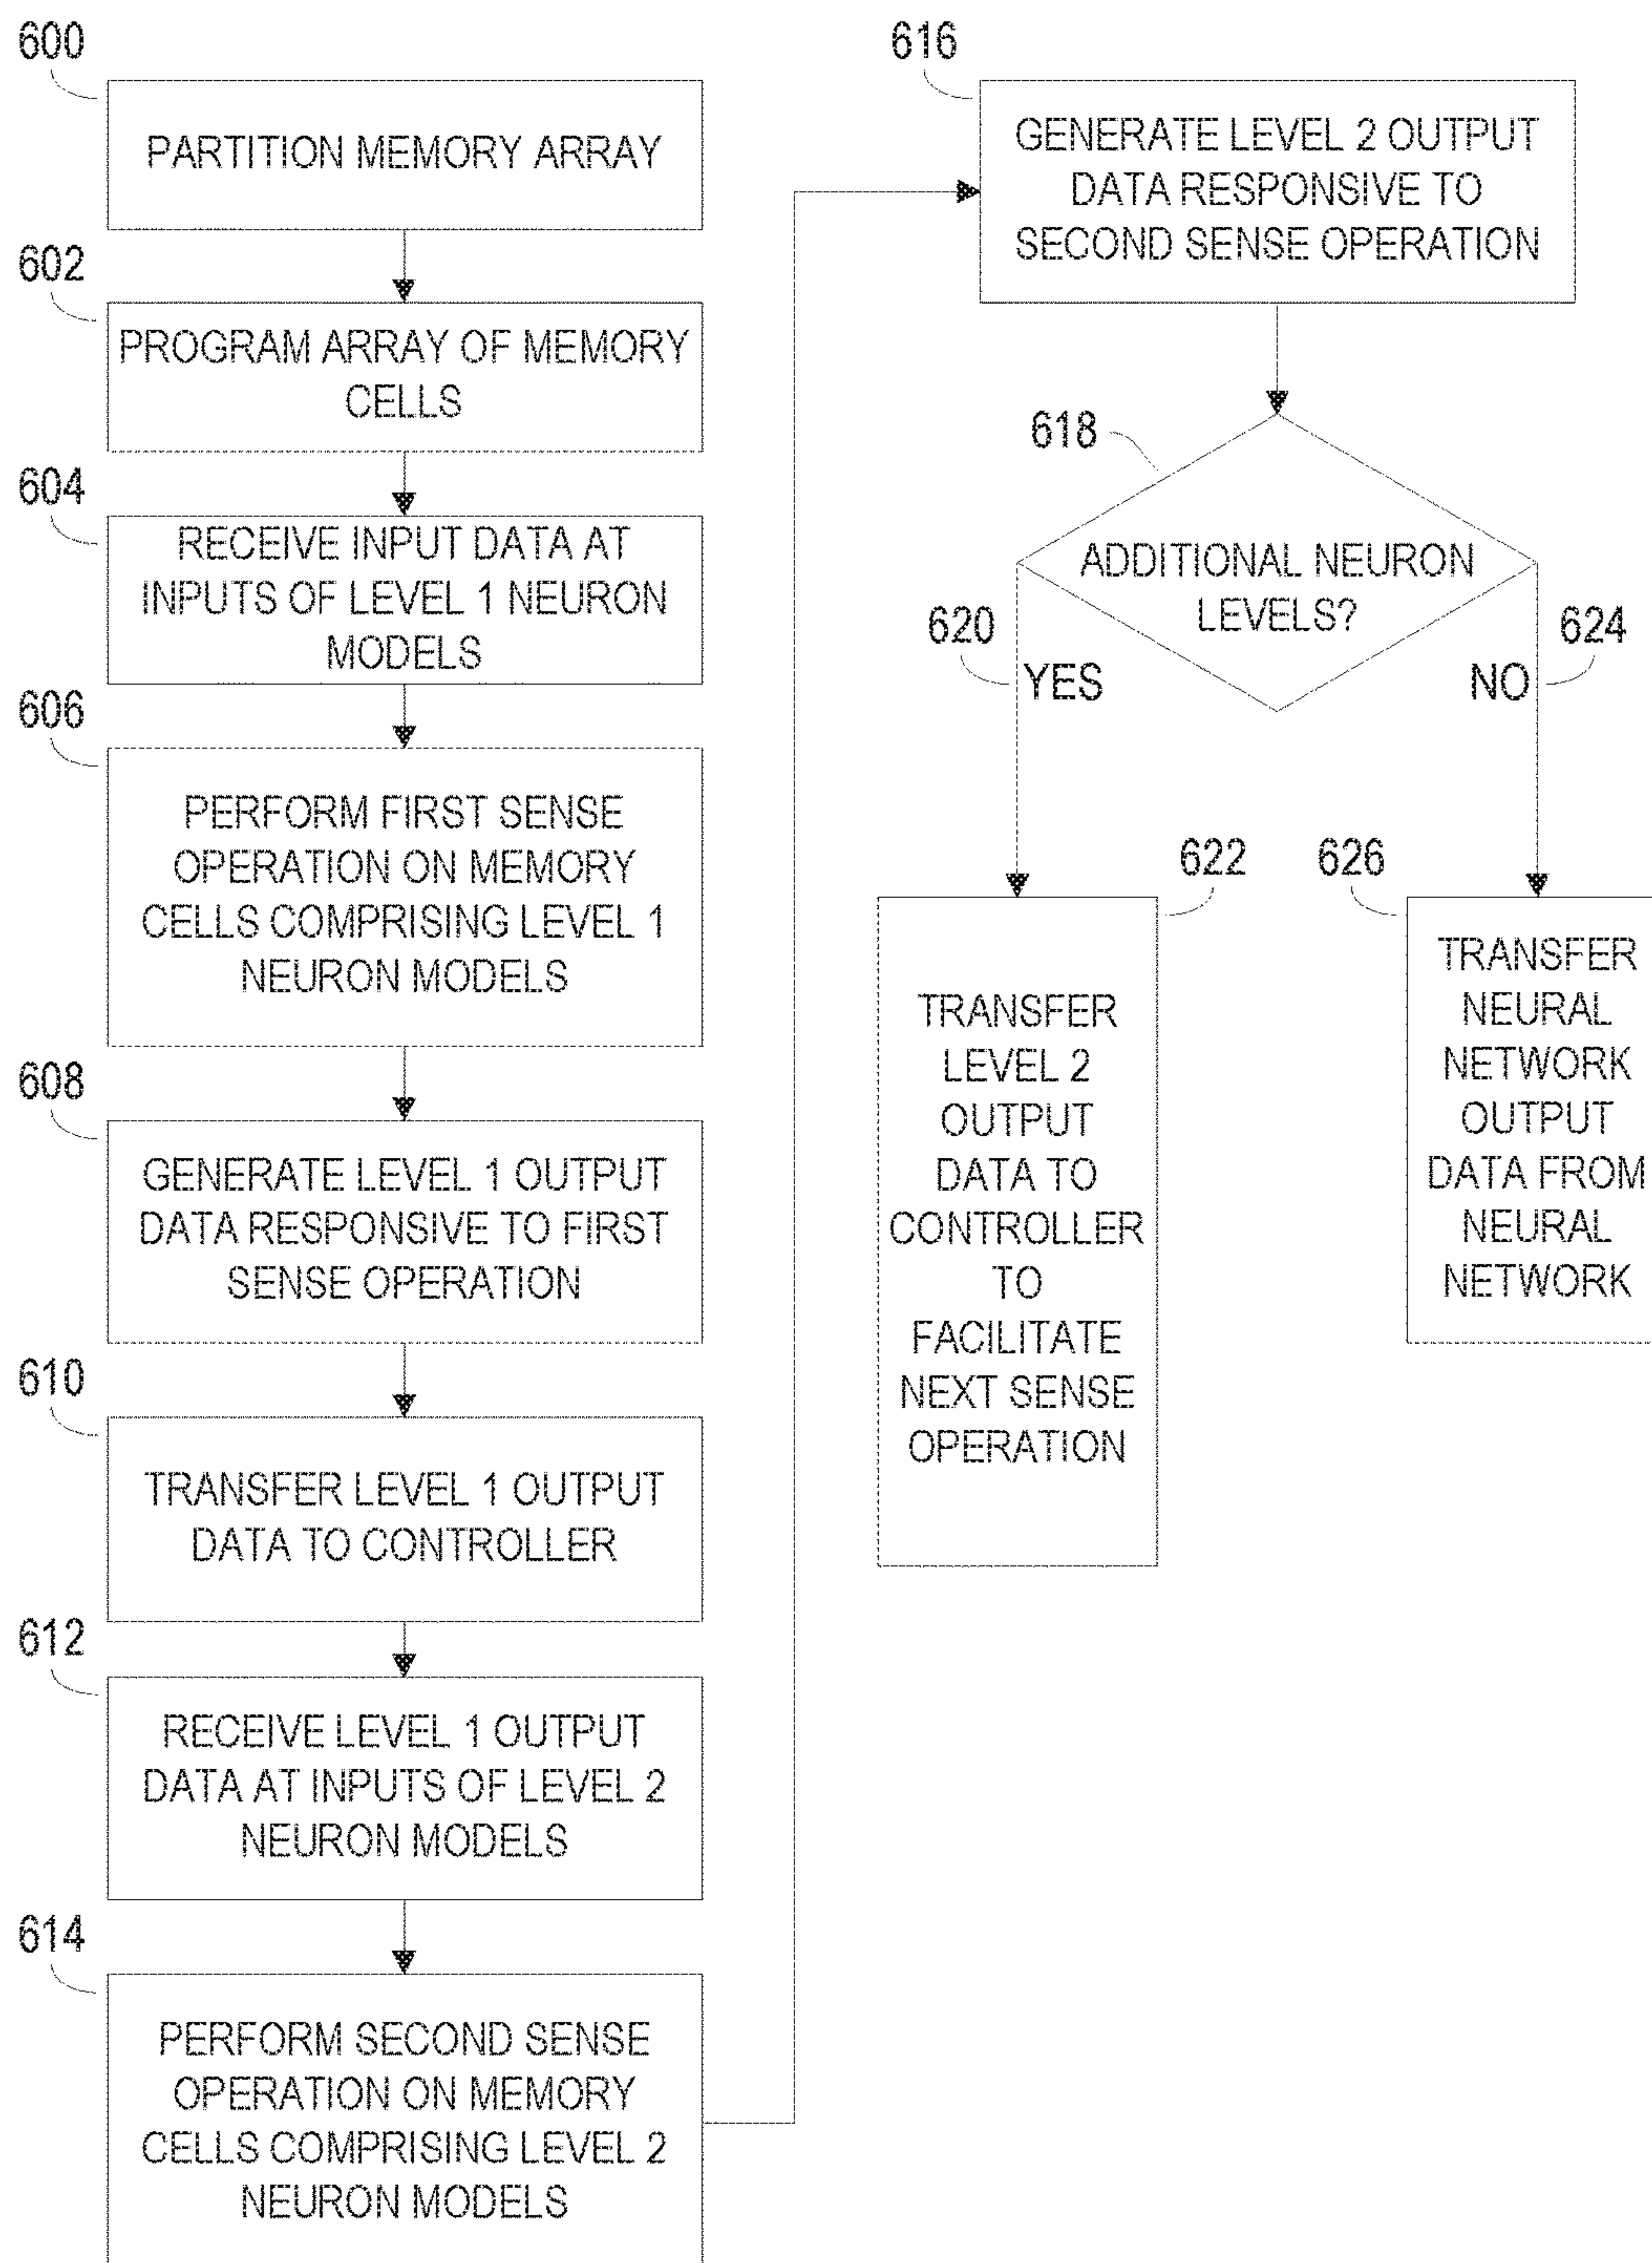 600
PARTITION MEMORY ARRAY
602
PROGRAM ARRAY OF MEMORY
CELLS
604
RECEIVE INPUT DATA AT
INPUTS OF LEVEL 1 NEURON
MODELS
606
PERFORM FIRST SENSE
OPERATION ON MEMORY
CELLS COMPRISING LEVEL 1
NEURON MODELS
608
GENERATE LEVEL 1 OUTPUT
DATA RESPONSIVE TO FIRST
SENSE OPERATION
610
TRANSFER LEVEL 1 OUTPUT
DATA TO CONTROLLER
612
RECEIVE LEVEL 1 OUTPUT
DATA AT INPUTS OF LEVEL 2
NEURON MODELS
614
PERFORM SECOND SENSE
OPERATION ON MEMORY
CELLS COMPRISING LEVEL 2
NEURON MODELS
616
GENERATE LEVEL 2 OUTPUT
DATA RESPONSIVE TO
SECOND SENSE OPERATION
618
ADDITIONAL NEURON
LEVELS?
620
YES
624
NO
622
TRANSFER
LEVEL 2
OUTPUT
DATA TO
CONTROLLER
TO
FACILITATE
NEXT SENSE
OPERATION
626
TRANSFER
NEURAL
NETWORK
OUTPUT
DATA FROM
NEURAL
NETWORK